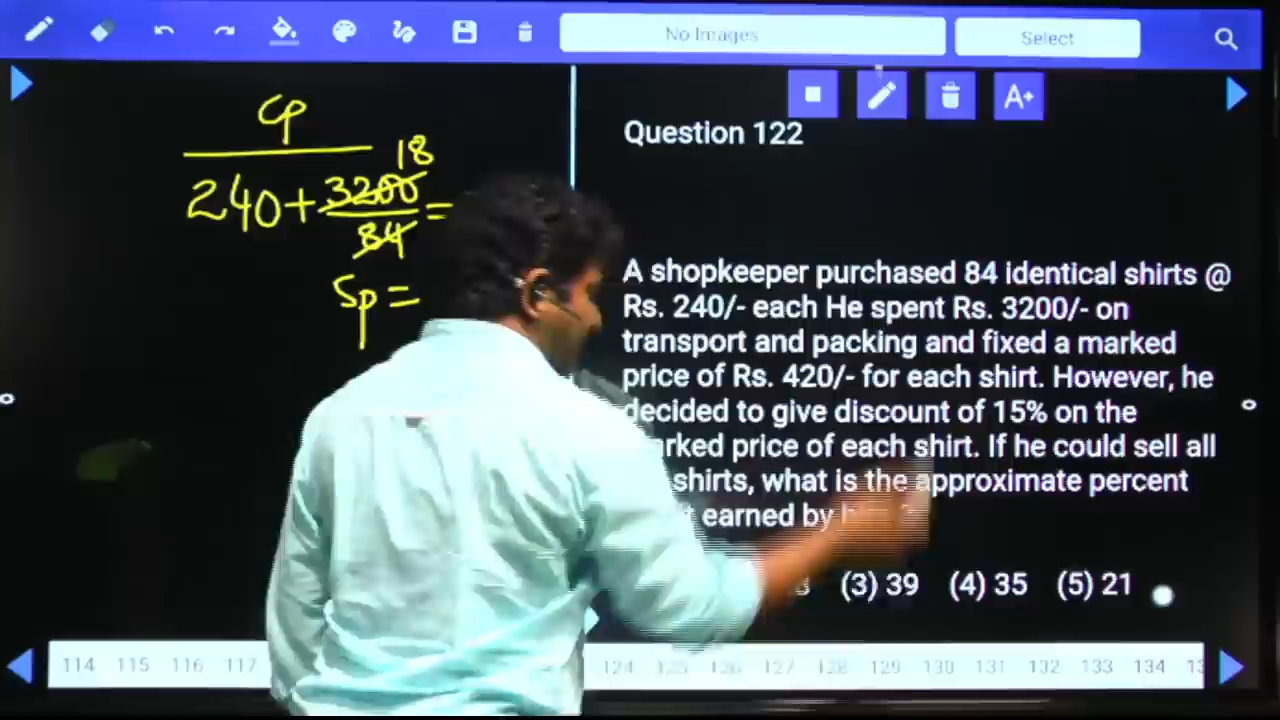 No Images
Select
A+
Cp
18
240+3200/84=
Sp=
Question 122
A shopkeeper purchased 84 identical shirts @
Rs. 240/- each He spent Rs. 3200/- on
transport and packing and fixed a marked
price of Rs. 420/- for each shirt. However, he
decided to give discount of 15% on the
price of each shirt. If he could sell all
shirts, what is the approximate percent
earned by
(3) 39 (4) 35 (5) 21
114 115 116 117 124 125 126 127 128 129 130 131 132 133 134